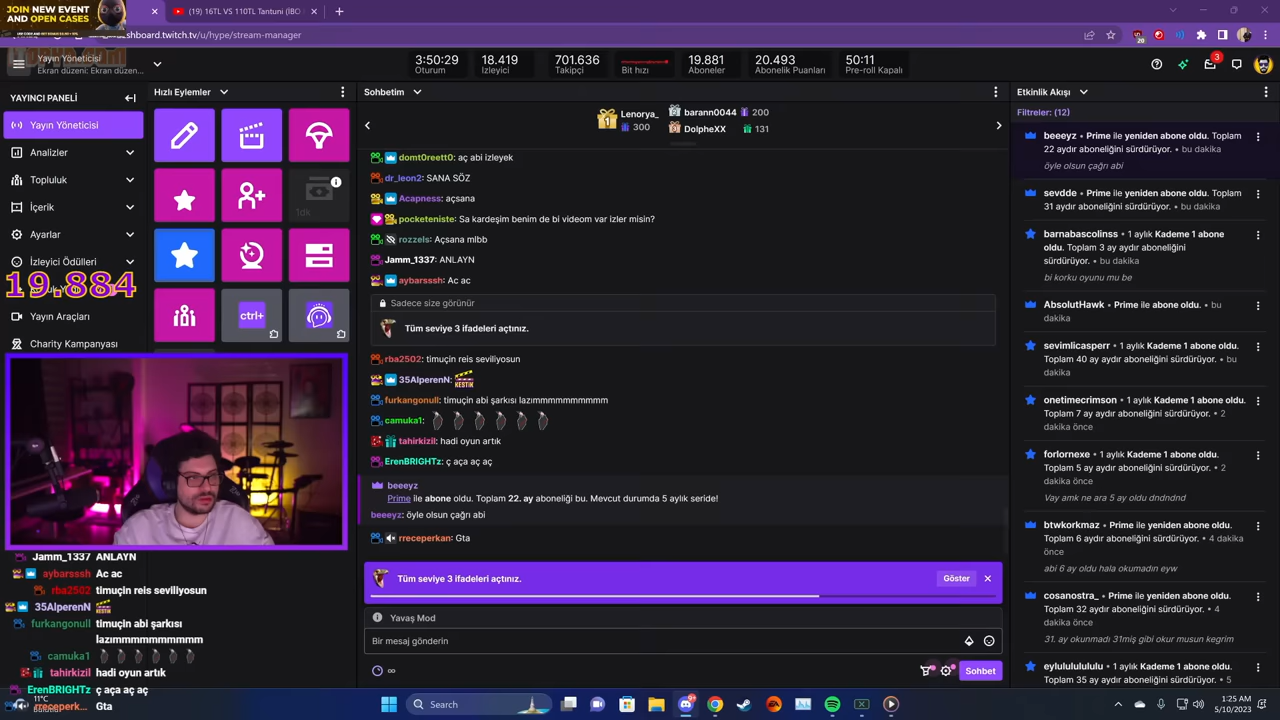 JOIN NEW EVENT
AND OPEN CASES
(19) 16TL VS 110TL Tantuni (İBO
dashboard.twitch.tv/u/hype/stream-manager
Yayın Yöneticisi
Ekran düzeni: Ekran düzen...
3:50:29
Oturum
18.419
İzleyici
701.636
Takipçi
Bit hızı
19.881
Aboneler
20.493
Abonelik Puanları
50:11
Pre-roll Kapalı
3
YAYINCI PANELİ
Yayın Yöneticisi
Analizler
Topluluk
İçerik
Ayarlar
İzleyici Ödülleri
19.884
Yayın Araçları
Charity Kampanyası
Hızlı Eylemler
1dk
ctrl+
Sohbetim
1
Lenorya_
300
barann0044 200
DolpheXX 131
domt0reett0: aç abi izleyek
dr_leon2: SANA SÖZ
Acapness: açsana
pocketeniste: Sa kardeşim benim de bi videom var izler misin?
rozzels: Açsana mlbb
Jamm_1337: ANLAYN
aybarsssh: Ac ac
Sadece size görünür
Tüm seviye 3 ifadeleri açtınız.
rba2502: timuçin reis seviliyosun
35AlperenN: KESTİK
furkangonull: timuçin abi şarkısı lazımmmmmmmmmm
camuka1:
tahirkizil: hadi oyun artık
ErenBRIGHTz: ç aça aç aç
beeeyz
Prime ile abone oldu. Toplam 22. ay aboneliği bu. Mevcut durumda 5 aylık seride!
beeeyz: öyle olsun çağrı abi
rreceperkan: Gta
Tüm seviye 3 ifadeleri açtınız.
Göster
Yavaş Mod
Bir mesaj gönderin
Sohbet
Etkinlik Akışı
Filtreler: (12)
beeeyz • Prime ile yeniden abone oldu. Toplam
22 aydır aboneliğini sürdürüyor. • bu dakika
öyle olsun çağrı abi
sevdde • Prime ile yeniden abone oldu. Toplam
31 aydır aboneliğini sürdürüyor. • bu dakika
barnabascolinss • 1 aylık Kademe 1 abone
oldu. Toplam 3 ay aydır aboneliğini
sürdürüyor. • bu dakika
bi korku oyunu mu be
AbsolutHawk • Prime ile abone oldu. • bu
dakika
sevimlicasperr • 1 aylık Kademe 1 abone oldu.
Toplam 40 ay aydır aboneliğini sürdürüyor. • bu
dakika
onetimecrimson • 1 aylık Kademe 1 abone oldu.
Toplam 7 ay aydır aboneliğini sürdürüyor. • 2
dakika önce
forlornexe • 1 aylık Kademe 1 abone oldu.
Toplam 5 ay aydır aboneliğini sürdürüyor. • 2
dakika önce
Vay amk ne ara 5 ay oldu dndndnd
btwkorkmaz • Prime ile yeniden abone oldu.
Toplam 6 aydır aboneliğini sürdürüyor. • 4 dakika
önce
abi 6 ay oldu hala okumadın eyw
cosanostra_ • Prime ile yeniden abone oldu.
Toplam 32 aydır aboneliğini sürdürüyor. • 4
dakika önce
31. ay okunmadı 31miş gibi okur musun kegrim
eylulululululu • 1 aylık Kademe 1 abone oldu.
Toplam 35 ay aydır aboneliğini sürdürüyor. • 5
Jamm_1337 ANLAYN
aybarsssh Ac ac
rba2502 timuçin reis seviliyosun
35AlperenN
furkangonull timuçin abi şarkısı
lazımmmmmmmmmm
camuka1
tahirkizil hadi oyun artık
ErenBRIGHTz ç aça aç aç
rreceperkan Gta
11°C
Bulutlu
Search
1:25 AM
5/10/2023